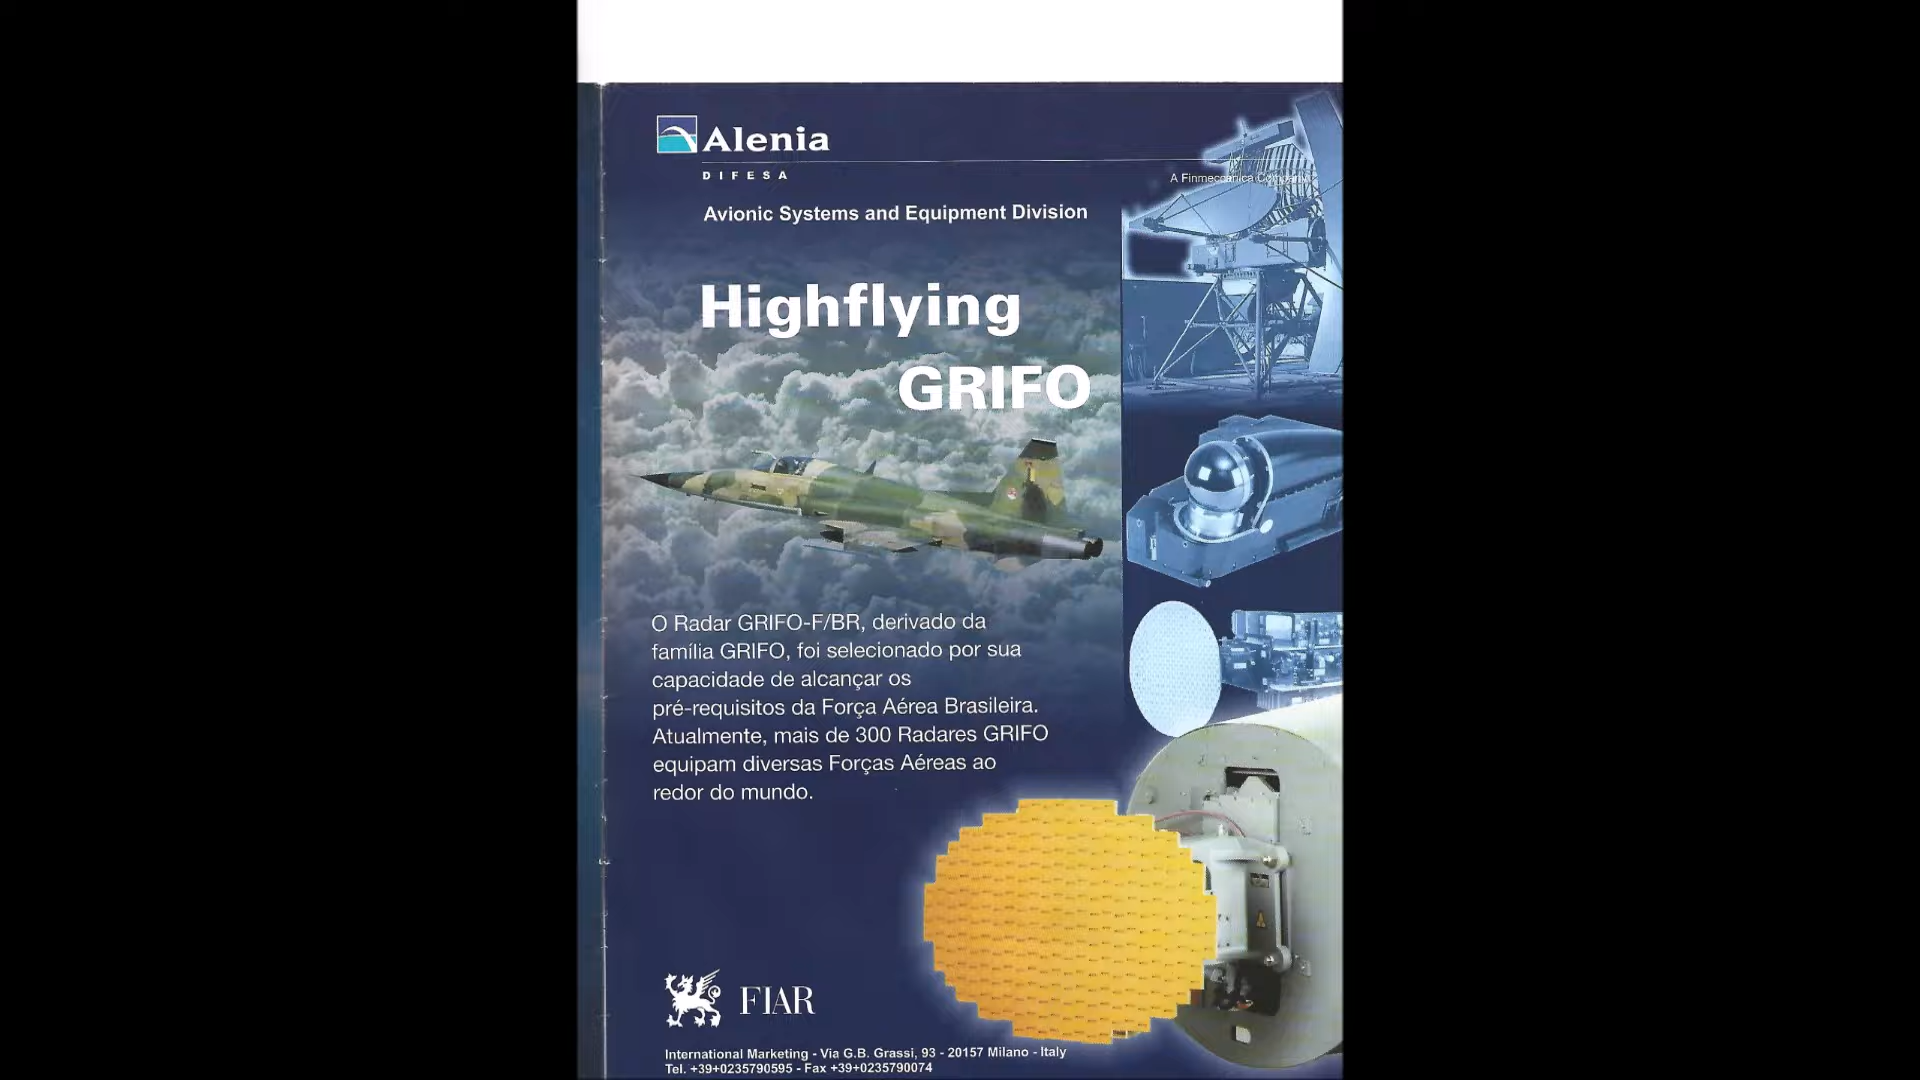 Alenia
DIFESA
A Finmeccanica Company
Avionic Systems and Equipment Division
Highflying
GRIFO
O Radar GRIFO-F/BR, derivado da
família GRIFO, foi selecionado por sua
capacidade de alcançar os
pré-requisitos da Força Aérea Brasileira.
Atualmente, mais de 300 Radares GRIFO
equipam diversas Forças Aéreas ao
redor do mundo.
FIAR
International Marketing - Via G.B. Grassi, 93 - 20157 Milano - Italy
Tel. +39+0235790595 - Fax +39+0235790074